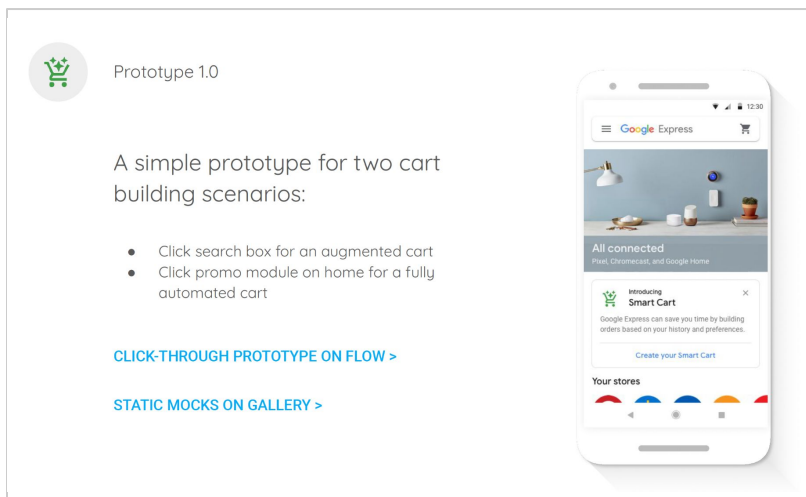 Prototype 1.0
A simple prototype for two cart
building scenarios:
● Click search box for an augmented cart
● Click promo module on home for a fully
automated cart
CLICK-THROUGH PROTOTYPE ON FLOW >
STATIC MOCKS ON GALLERY >
12:30
Google Express
All connected
Pixel, Chromecast, and Google Home
Introducing
Smart Cart
Google Express can save you time by building
orders based on your history and preferences.
Create your Smart Cart
Your stores